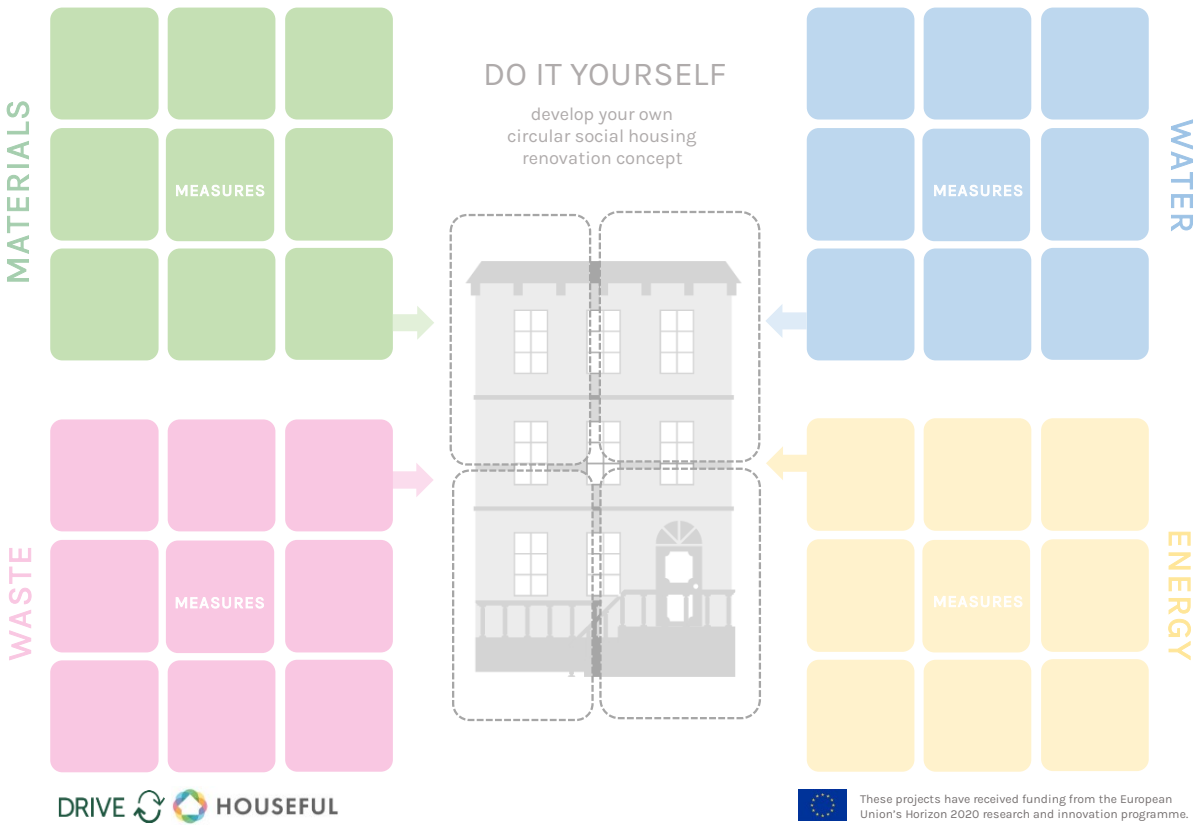 DO IT YOURSELF
develop your own
circular social housing
renovation concept
MATERIALS
MEASURES
WATER
MEASURES
WASTE
MEASURES
ENERGY
MEASURES
DRIVE
HOUSEFUL
These projects have received funding from the European
Union's Horizon 2020 research and innovation programme.